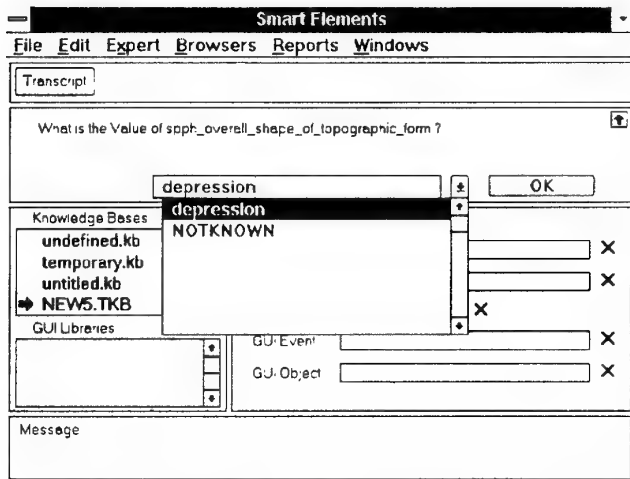 Smart Elements
File Edit Expert Browsers Reports Windows
Transcript
What is the Value of spph_overall_shape_of_topographic_form ?
depression
OK
depression
NOTKNOWN
Knowledge Bases
undefined.kb
temporary.kb
untitled.kb
NEW5.TKB
GUI Libraries
GUI Event
GUI Object
Message